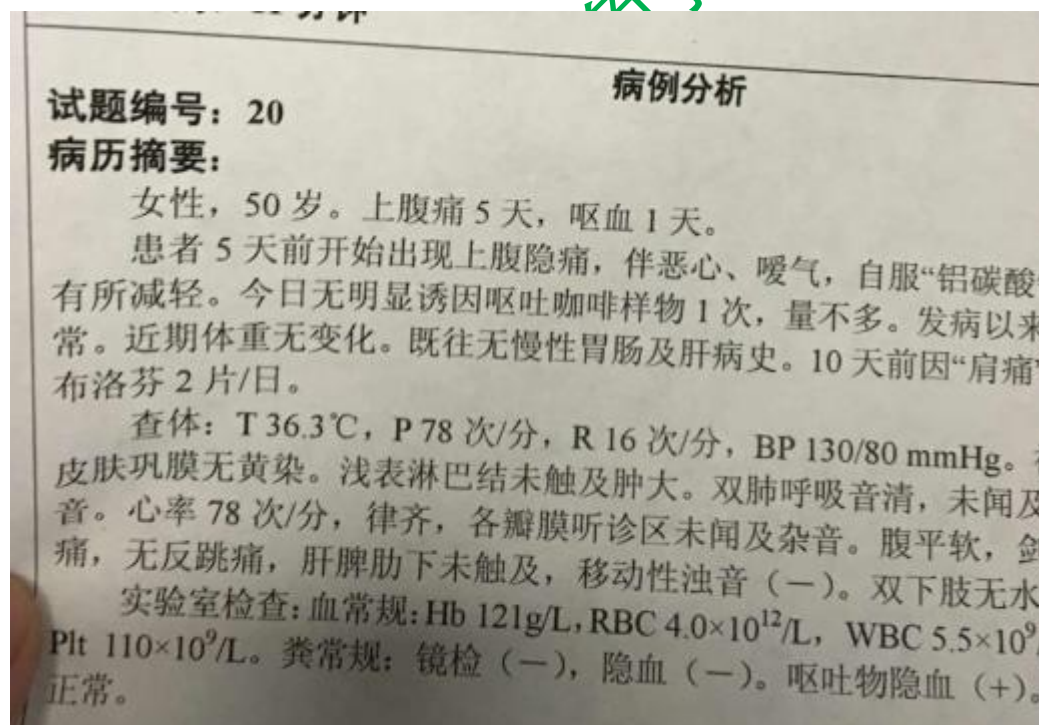 病例分析
试题编号：20
病历摘要：
女性，50 岁。上腹痛 5 天，呕血 1 天。
患者 5 天前开始出现上腹隐痛，伴恶心、嗳气，自服“铝碳酸
有所减轻。今日无明显诱因呕吐咖啡样物 1 次，量不多。发病以来
常。近期体重无变化。既往无慢性胃肠及肝病史。10 天前因“肩痛”
布洛芬 2 片/日。
查体：T 36.3℃，P 78 次/分，R 16 次/分，BP 130/80 mmHg。
皮肤巩膜无黄染。浅表淋巴结未触及肿大。双肺呼吸音清，未闻及
音。心率 78 次/分，律齐，各瓣膜听诊区未闻及杂音。腹平软，剑
痛，无反跳痛，肝脾肋下未触及，移动性浊音（－）。双下肢无水
实验室检查：血常规：Hb 121g/L，RBC 4.0×10¹²/L，WBC 5.5×10⁹/
Plt 110×10⁹/L。粪常规：镜检（－），隐血（－）。呕吐物隐血（+）。
正常。